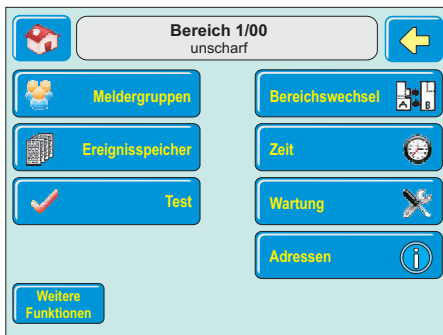 Bereich 1/00
unscharf
Meldergruppen
Bereichswechsel
A
B
Ereignisspeicher
Zeit
Test
Wartung
Adressen
Weitere
Funktionen